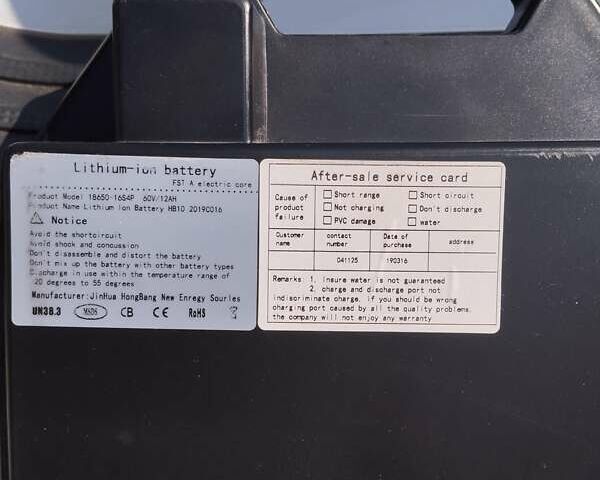 Lithium-ion battery
FST A electric core
Product Model 18650-16S4P 60V/12AH
Product Name Lithium Ion Battery HB10 2019C016
Notice
Avoid the shortcircuit
Avoid shock and concussion
Don't disassemble and distort the battery
Don't mix up the battery with other battery types
Discharge in use within the temperature range of
20 degrees to 55 degrees
Manufacturer:JinHua HongBang New Enregy Sourles
UN38.3 MSDS CB CE RoHS
After-sale service card
Cause of product failure
Short range
Short circuit
Not charging
Don't discharge
PVC damage
water
Customer name
contact number
Date of purchase
address
041125 190316
Remarks: 1. Insure water is not guaranteed
2. charge and discharge port not
indiscriminate charge. if you should be wrong
charging port caused by all the quality problems.
the company will not enjoy any warranty